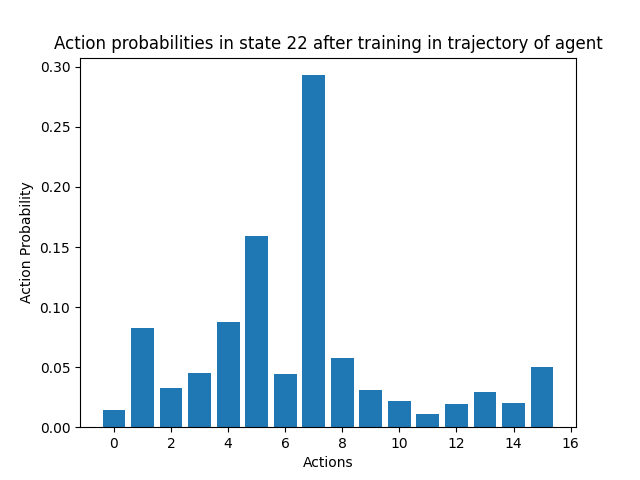 Action probabilities in state 22 after training in trajectory of agent
0.30
0.25
0.20
0.15
0.10
0.05
0.00
Action Probability
0 2 4 6 8 10 12 14 16
Actions